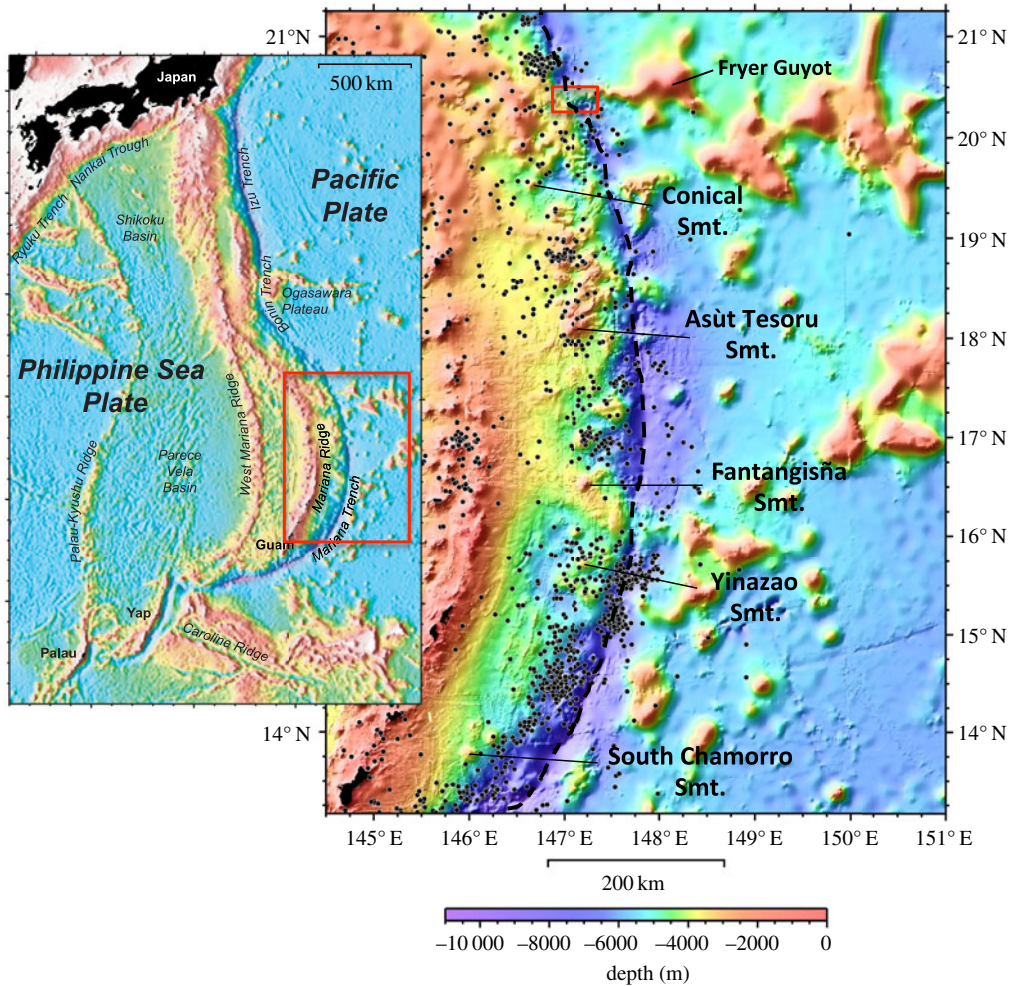 Japan
500 km
Nankai Trough
Ryuku Trench
Izu Trench
Pacific
Plate
Shikoku
Basin
Bonin Trench
Ogasawara
Plateau
Philippine Sea
Plate
West Mariana Ridge
Mariana Ridge
Mariana Trench
Parece
Vela
Basin
Palau-Kyushu Ridge
Guam
Yap
Caroline Ridge
Palau
21° N
14° N
Fryer Guyot
Conical
Smt.
Asùt Tesoru
Smt.
Fantangisña
Smt.
Yinazao
Smt.
South Chamorro
Smt.
21° N
20° N
19° N
18° N
17° N
16° N
15° N
14° N
145° E 146° E 147° E 148° E 149° E 150° E 151° E
200 km
–10 000 –8000 –6000 –4000 –2000 0
depth (m)